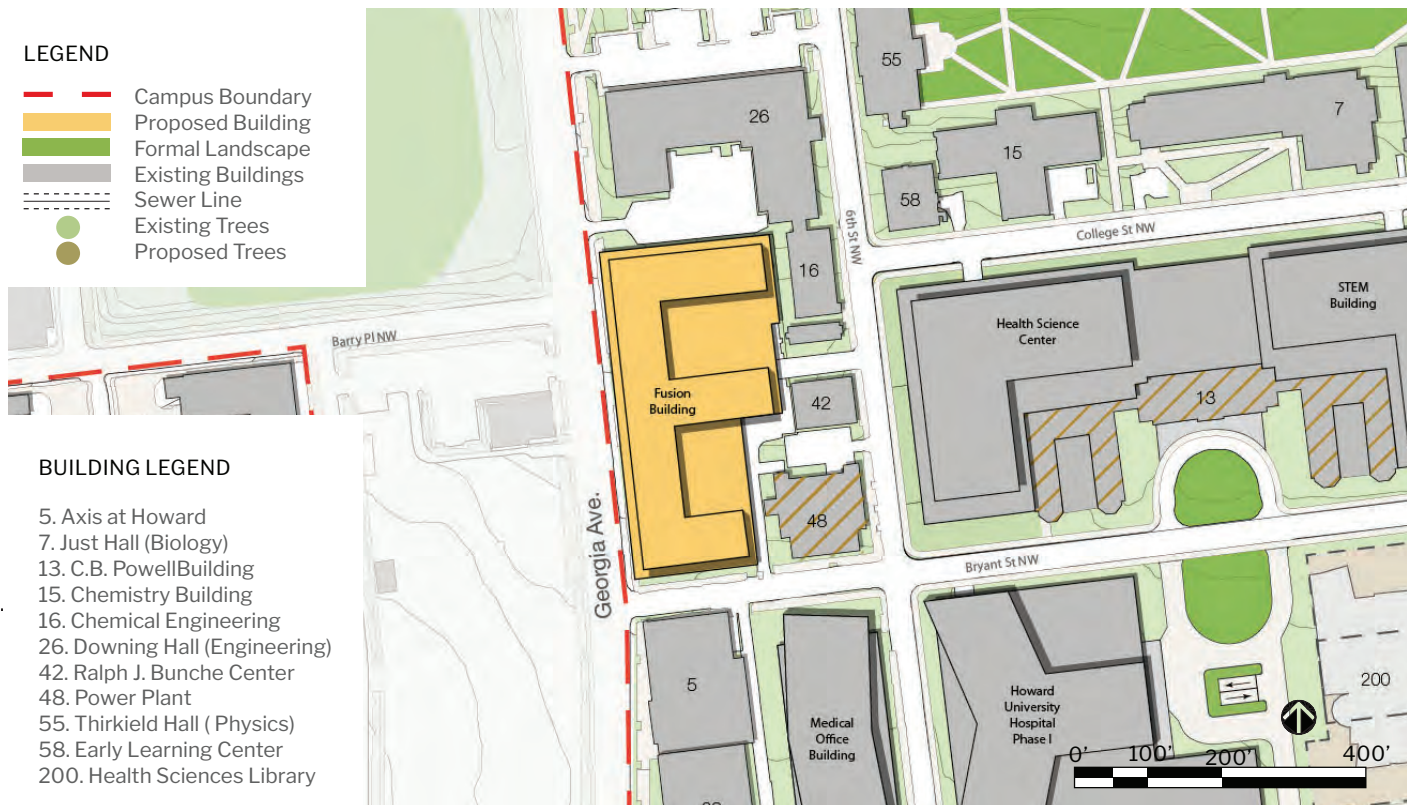 LEGEND
Campus Boundary
Proposed Building
Formal Landscape
Existing Buildings
Sewer Line
Existing Trees
Proposed Trees
BUILDING LEGEND
5. Axis at Howard
7. Just Hall (Biology)
13. C.B. PowellBuilding
15. Chemistry Building
16. Chemical Engineering
26. Downing Hall (Engineering)
42. Ralph J. Bunche Center
48. Power Plant
55. Thirkield Hall ( Physics)
58. Early Learning Center
200. Health Sciences Library
55
26
7
15
58
6th St NW
College St NW
16
Barry Pl NW
Health Science
Center
STEM
Building
Fusion
Building
42
13
48
Georgia Ave.
Bryant St NW
5
Medical
Office
Building
Howard
University
Hospital
Phase I
200
0' 100' 200' 400'